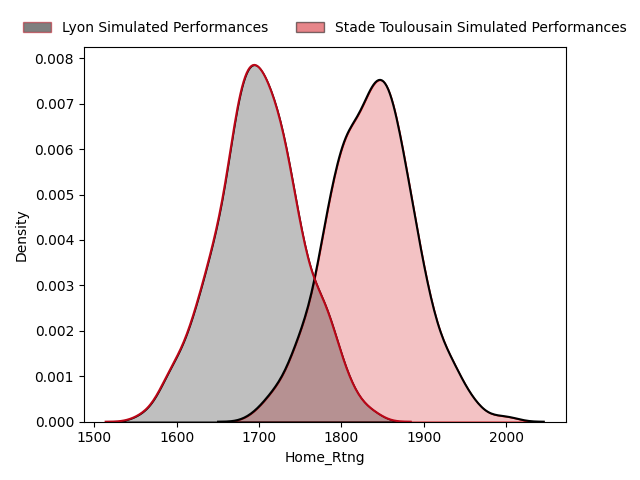 Lyon Simulated Performances
Stade Toulousain Simulated Performances
Density
0.008
0.007
0.006
0.005
0.004
0.003
0.002
0.001
0.000
1500 1600 1700 1800 1900 2000
Home_Rtng